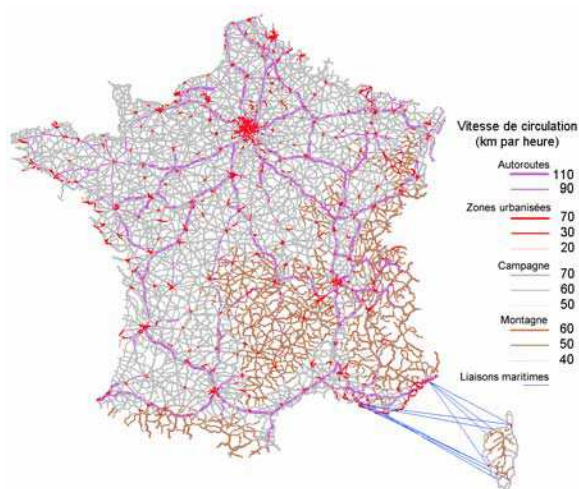 Vitesse de circulation
(km par heure)
Autoroutes
110
90
Zones urbanisées
70
30
20
Campagne
70
60
50
Montagne
60
50
40
Liaisons maritimes